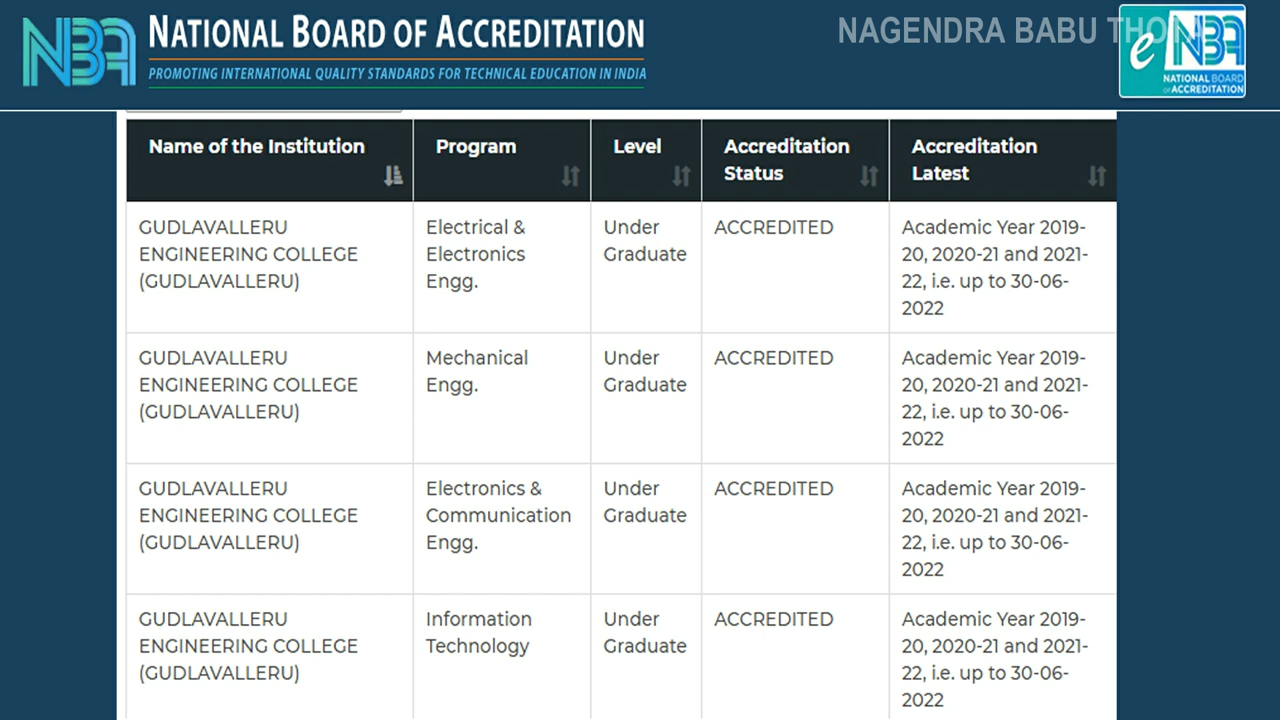 NBA
NATIONAL BOARD OF ACCREDITATION
PROMOTING INTERNATIONAL QUALITY STANDARDS FOR TECHNICAL EDUCATION IN INDIA
NAGENDRA BABU
e NBA
NATIONAL BOARD
OF ACCREDITATION
Name of the Institution Program Level Accreditation Status Accreditation Latest
GUDLAVALLERU Electrical & Under ACCREDITED Academic Year 2019-
ENGINEERING COLLEGE Electronics Graduate 20, 2020-21 and 2021-
(GUDLAVALLERU) Engg. 22, i.e. up to 30-06-
2022
GUDLAVALLERU Mechanical Under ACCREDITED Academic Year 2019-
ENGINEERING COLLEGE Engg. Graduate 20, 2020-21 and 2021-
(GUDLAVALLERU) 22, i.e. up to 30-06-
2022
GUDLAVALLERU Electronics & Under ACCREDITED Academic Year 2019-
ENGINEERING COLLEGE Communication Graduate 20, 2020-21 and 2021-
(GUDLAVALLERU) Engg. 22, i.e. up to 30-06-
2022
GUDLAVALLERU Information Under ACCREDITED Academic Year 2019-
ENGINEERING COLLEGE Technology Graduate 20, 2020-21 and 2021-
(GUDLAVALLERU) 22, i.e. up to 30-06-
2022